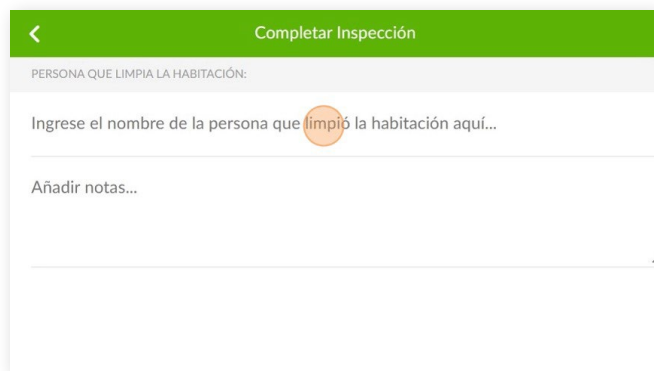 Completar Inspección
PERSONA QUE LIMPIA LA HABITACIÓN:
Ingrese el nombre de la persona que limpió la habitación aquí...
Añadir notas...